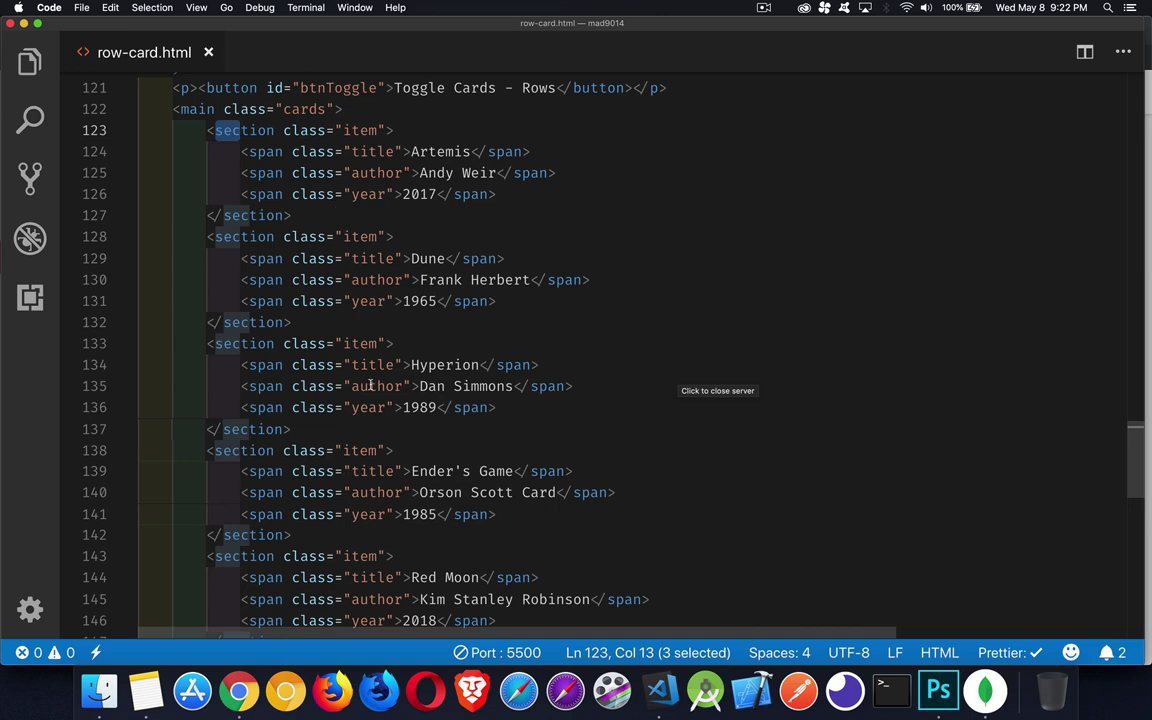 Code File Edit Selection View Go Debug Terminal Window Help 100% Wed May 8 9:22 PM
row-card.html — mad9014
<> row-card.html ×
121 <p><button id="btnToggle">Toggle Cards - Rows</button></p>
122 <main class="cards">
123 <section class="item">
124 <span class="title">Artemis</span>
125 <span class="author">Andy Weir</span>
126 <span class="year">2017</span>
127 </section>
128 <section class="item">
129 <span class="title">Dune</span>
130 <span class="author">Frank Herbert</span>
131 <span class="year">1965</span>
132 </section>
133 <section class="item">
134 <span class="title">Hyperion</span>
135 <span class="author">Dan Simmons</span>
Click to close server
136 <span class="year">1989</span>
137 </section>
138 <section class="item">
139 <span class="title">Ender's Game</span>
140 <span class="author">Orson Scott Card</span>
141 <span class="year">1985</span>
142 </section>
143 <section class="item">
144 <span class="title">Red Moon</span>
145 <span class="author">Kim Stanley Robinson</span>
146 <span class="year">2018</span>
0 0 Port : 5500 Ln 123, Col 13 (3 selected) Spaces: 4 UTF-8 LF HTML Prettier: ✓ 2
>_ Ps